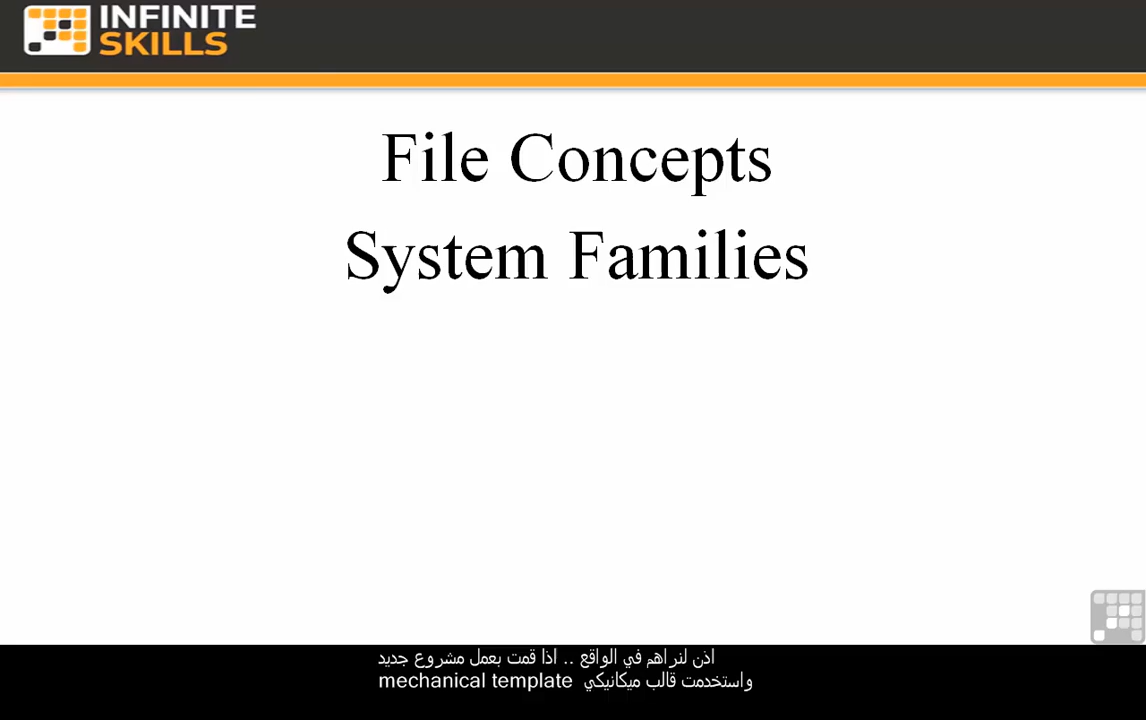 INFINITE
SKILLS
File Concepts
System Families
اذن لنراهم في الواقع .. اذا قمت بعمل مشروع جديد
واستخدمت قالب ميكانيكي mechanical template